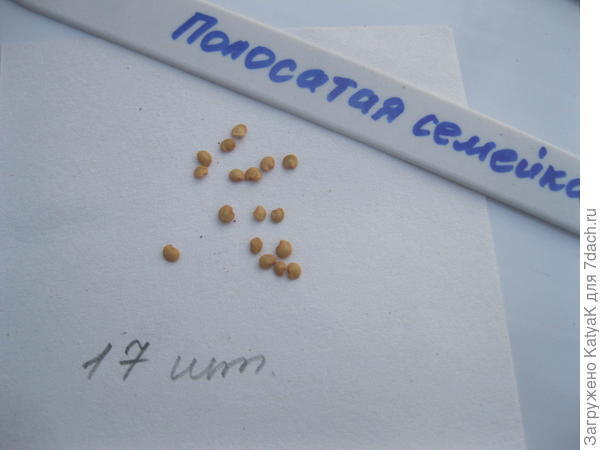 Полосатая семейка
17 шт.
Загружено KatyaK для 7dach.ru